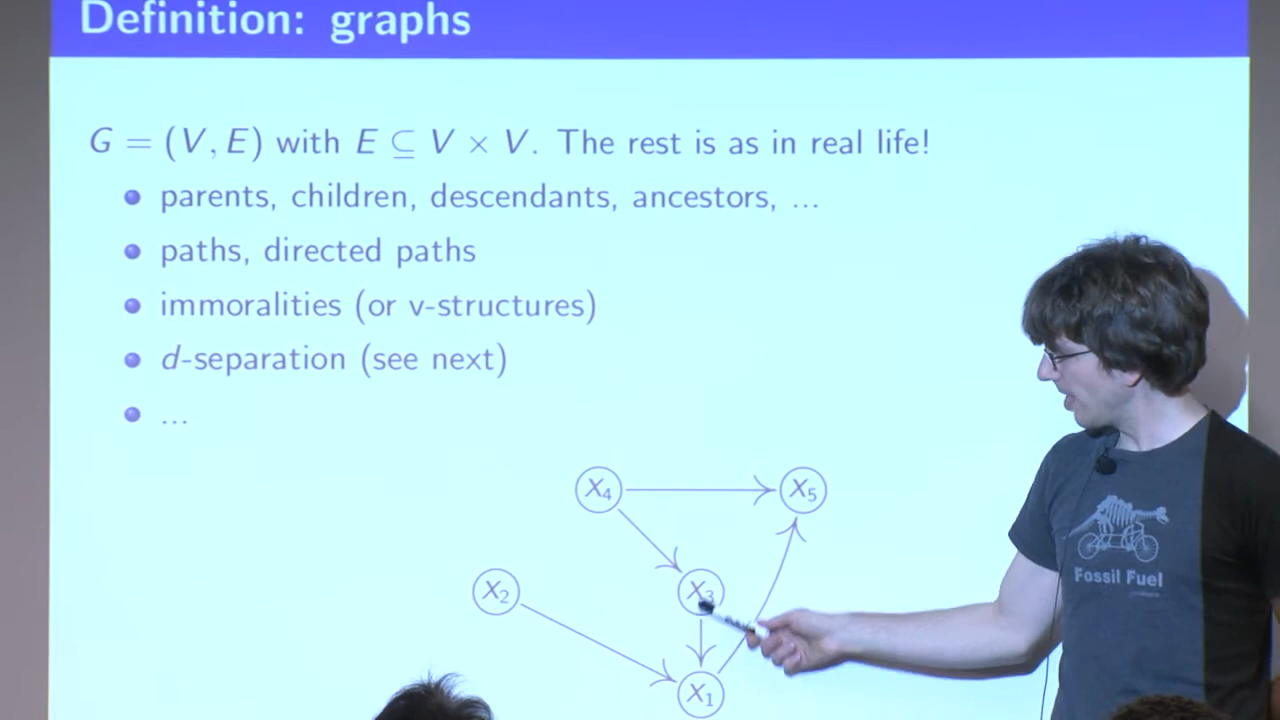 Definition: graphs
G = (V, E) with E ⊆ V × V. The rest is as in real life!
parents, children, descendants, ancestors, ...
paths, directed paths
immoralities (or v-structures)
d-separation (see next)
...
X₄
X₅
X₂
X₃
X₁
Fossil Fuel